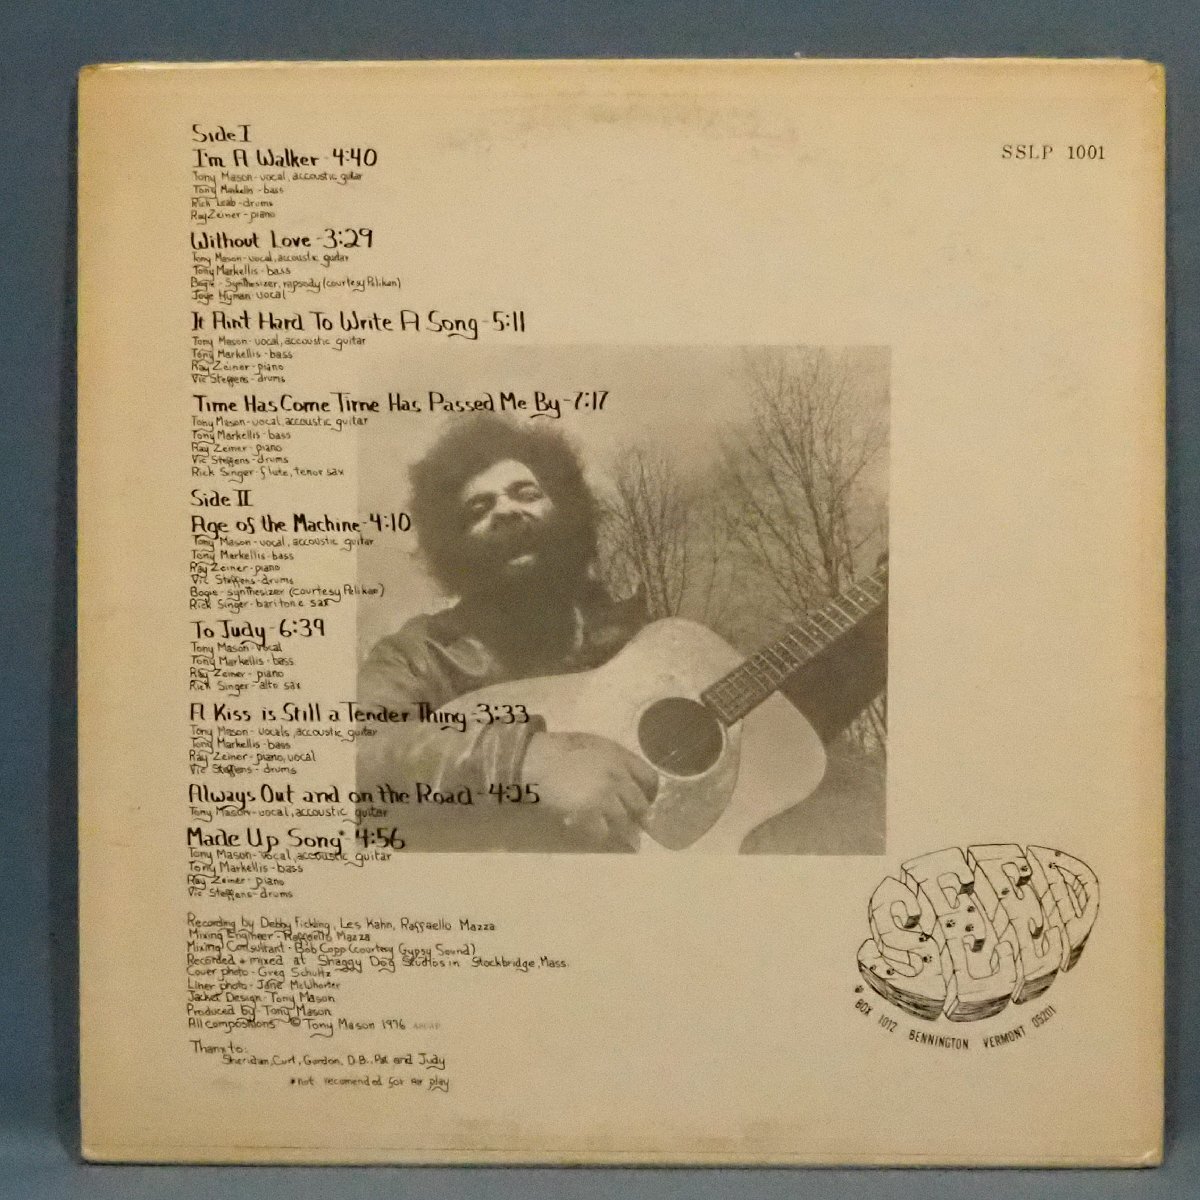 Side I
I'm A Walker - 4:40
Tony Mason - vocal, accoustic guitar
Tony Markellis - bass
Rick Leab - drums
Ray Zeiner - piano
Without Love - 3:29
Tony Mason - vocal, accoustic guitar
Tony Markellis - bass
Bogie - Synthesizer, rapsody (courtesy Pelikan)
Joye Hyman vocal
It Ain't Hard To Write A Song - 5:11
Tony Mason - vocal, accoustic guitar
Tony Markellis - bass
Ray Zeiner - piano
Vic Steffens - drums
Time Has Come Time Has Passed Me By - 7:17
Tony Mason - vocal, accoustic guitar
Tony Markellis - bass
Ray Zeiner - piano
Vic Steffens - drums
Rick Singer - flute, tenor sax
Side II
Age of the Machine - 4:10
Tony Mason - vocal, accoustic guitar
Tony Markellis - bass
Ray Zeiner - piano
Vic Steffens - drums
Bogie - synthesizer (courtesy Pelikan)
Rick Singer - baritone sax
To Judy - 6:39
Tony Mason - vocal
Tony Markellis - bass
Ray Zeiner - piano
Rick Singer - alto sax
A Kiss is Still a Tender Thing - 3:33
Tony Mason - vocals, accoustic guitar
Tony Markellis - bass
Ray Zeiner - piano, vocal
Vic Steffens - drums
Always Out and on the Road - 4:25
Tony Mason - vocal, accoustic guitar
Made Up Song* - 4:56
Tony Mason - vocal, accoustic guitar
Tony Markellis - bass
Ray Zeiner - piano
Vic Steffens - drums
Recording by Debby Fickling, Les Kahn, Raffaello Mazza
Mixing Engineer - Raffaello Mazza
Mixing Consultant - Bob Copp (courtesy Gypsy Sound)
Recorded + mixed at Shaggy Dog Studios in Stockbridge, Mass.
Cover photo - Greg Schultz
Liner photo - Jane McWhorter
Jacket Design - Tony Mason
Produced by - Tony Mason
All compositions © Tony Mason 1976 ASCAP
Thanx to:
Sheridan, Curt, Gordon, D.B., Pat and Judy
*not recomended for air play
SSLP 1001
SEED
BOX 1012 BENNINGTON VERMONT 05201